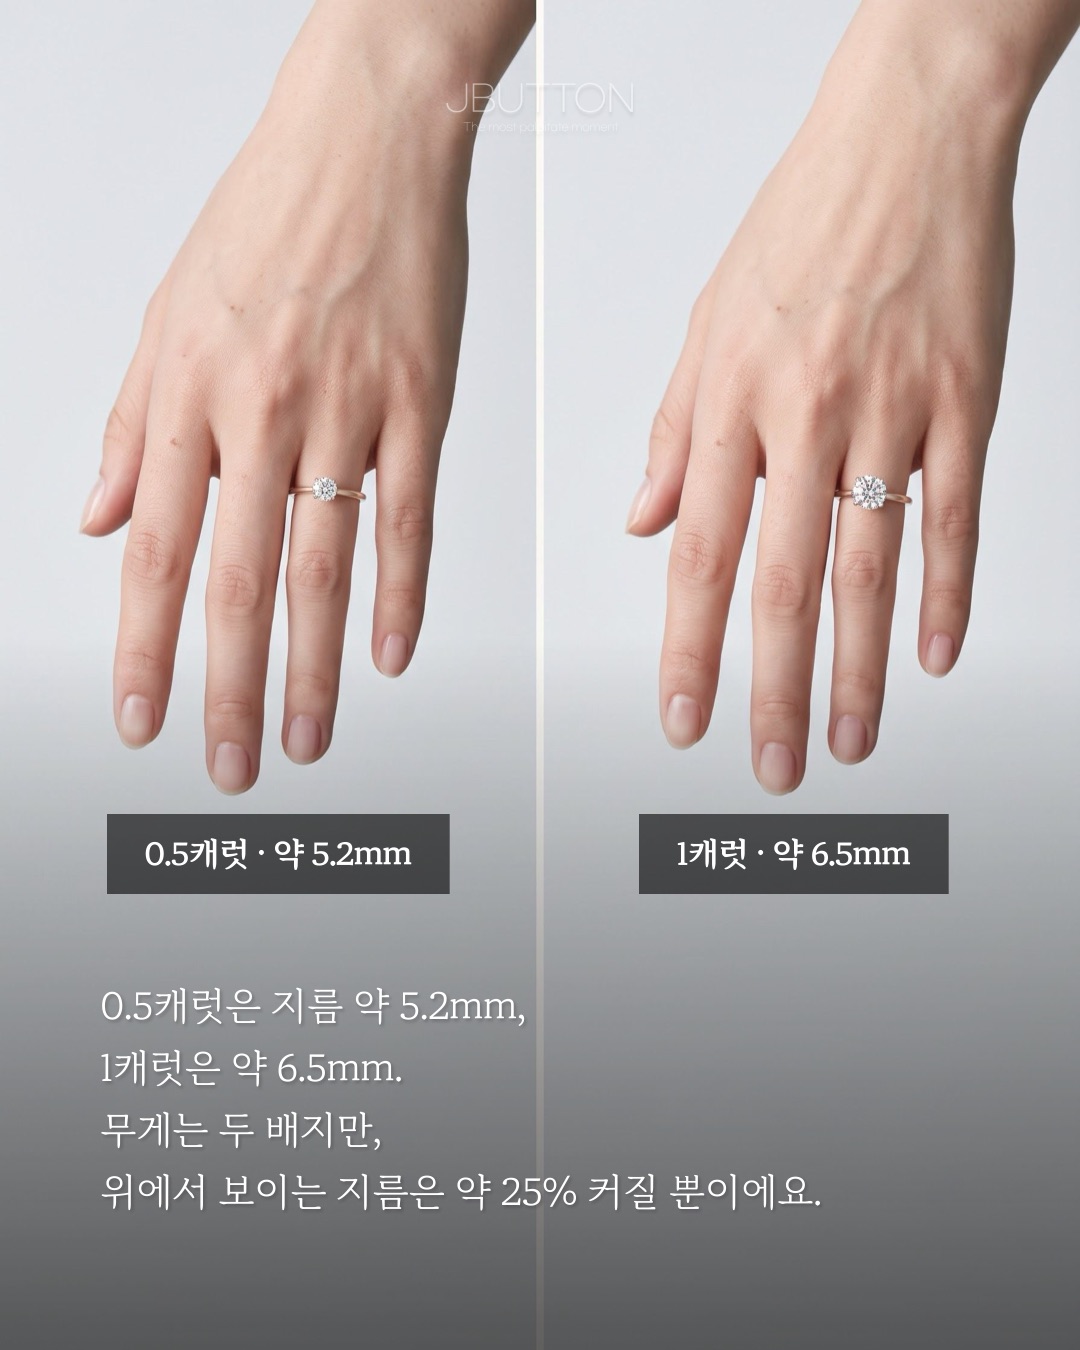 JBUTTON
The most
0.5캐럿 · 약 5.2mm
1캐럿 · 약 6.5mm
0.5캐럿은 지름 약 5.2mm,
1캐럿은 약 6.5mm.
무게는 두 배지만,
위에서 보이는 지름은 약 25% 커질 뿐이에요.